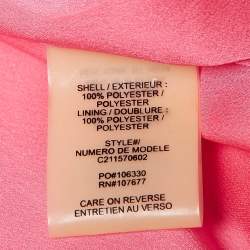 SHELL / EXTERIEUR :
100% POLYESTER /
POLYESTER
LINING / DOUBLURE :
100% POLYESTER /
POLYESTER
STYLE#/
NUMERO DE MODELE
C211570602
PO#106330
RN#107677
CARE ON REVERSE
ENTRETIEN AU VERSO